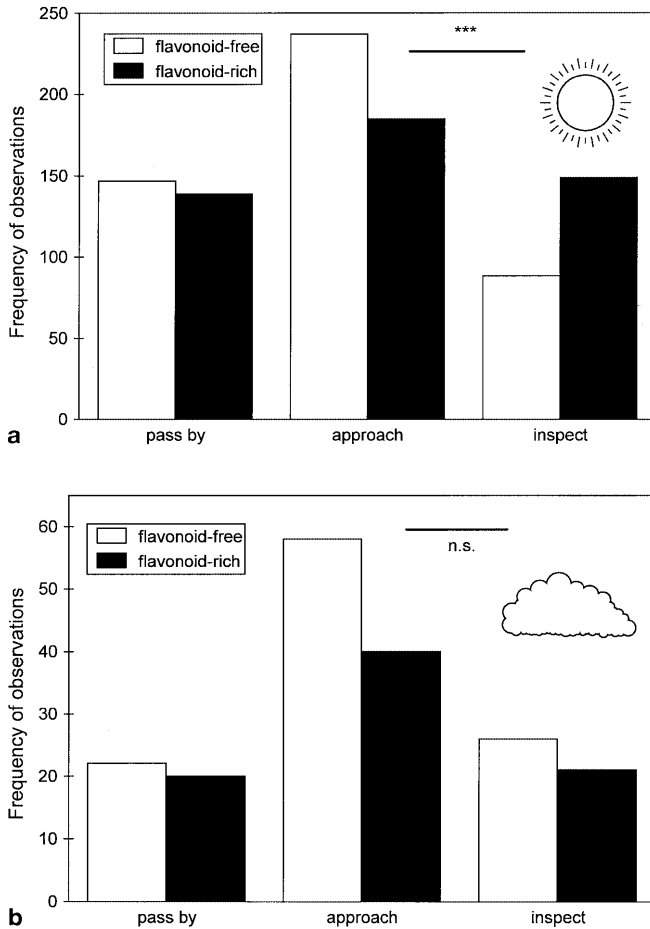 250
200
150
100
50
0
Frequency of observations
flavonoid-free
flavonoid-rich
***
pass by
approach
inspect
a
60
50
40
30
20
10
0
Frequency of observations
flavonoid-free
flavonoid-rich
n.s.
pass by
approach
inspect
b